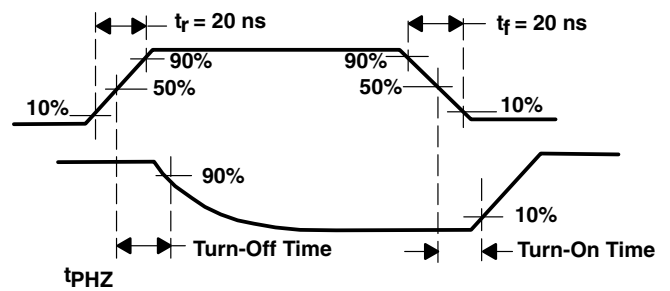 tr = 20 ns
tf = 20 ns
90%
90%
50%
50%
10%
10%
90%
10%
Turn-Off Time
Turn-On Time
tPHZ